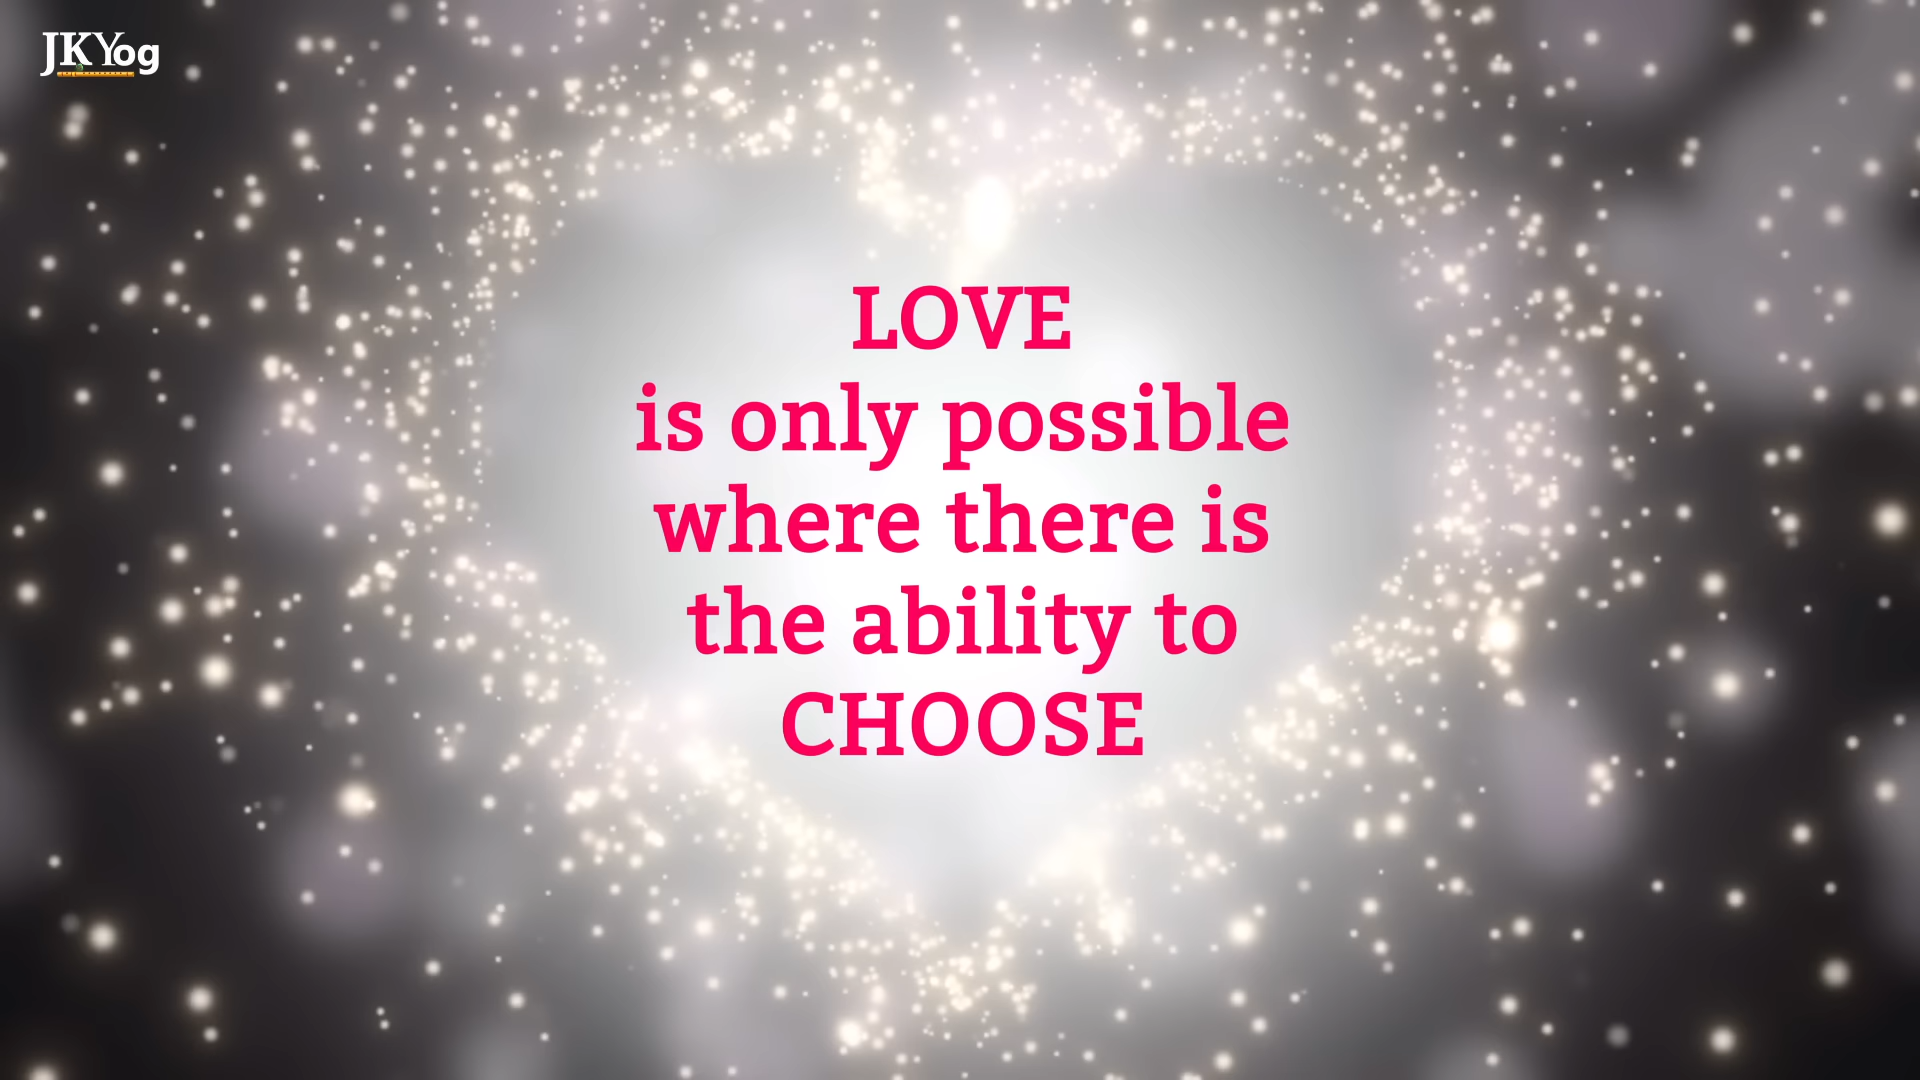 JKYog
LOVE
is only possible
where there is
the ability to
CHOOSE